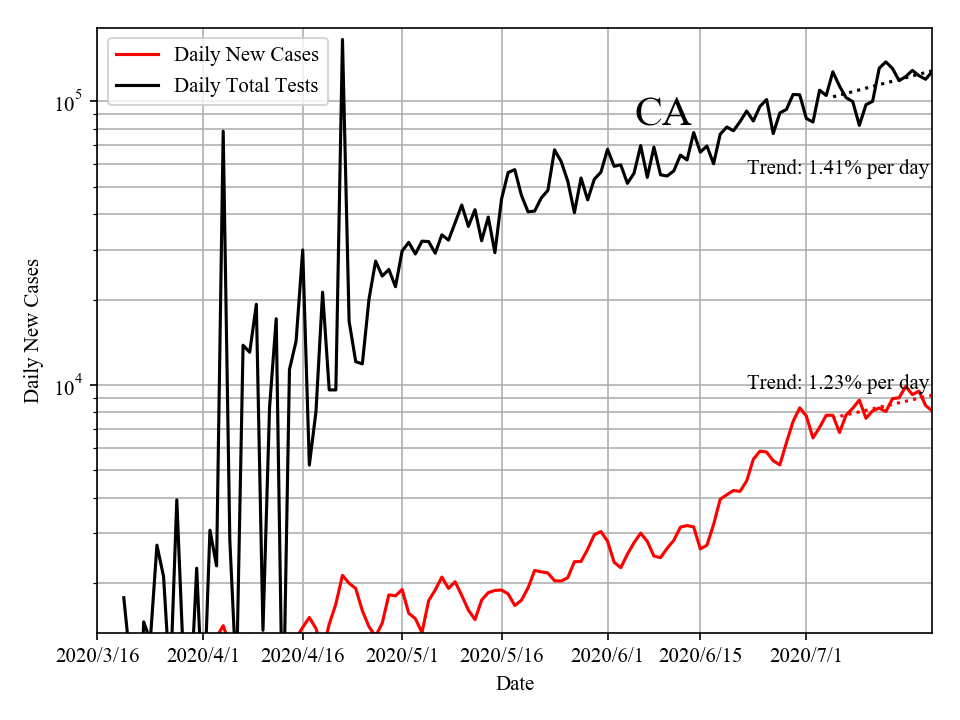 Daily New Cases
Daily Total Tests
CA
10^5
Trend: 1.41% per day
Daily New Cases
10^4
Trend: 1.23% per day
2020/3/16 2020/4/1 2020/4/16 2020/5/1 2020/5/16 2020/6/1 2020/6/15 2020/7/1
Date